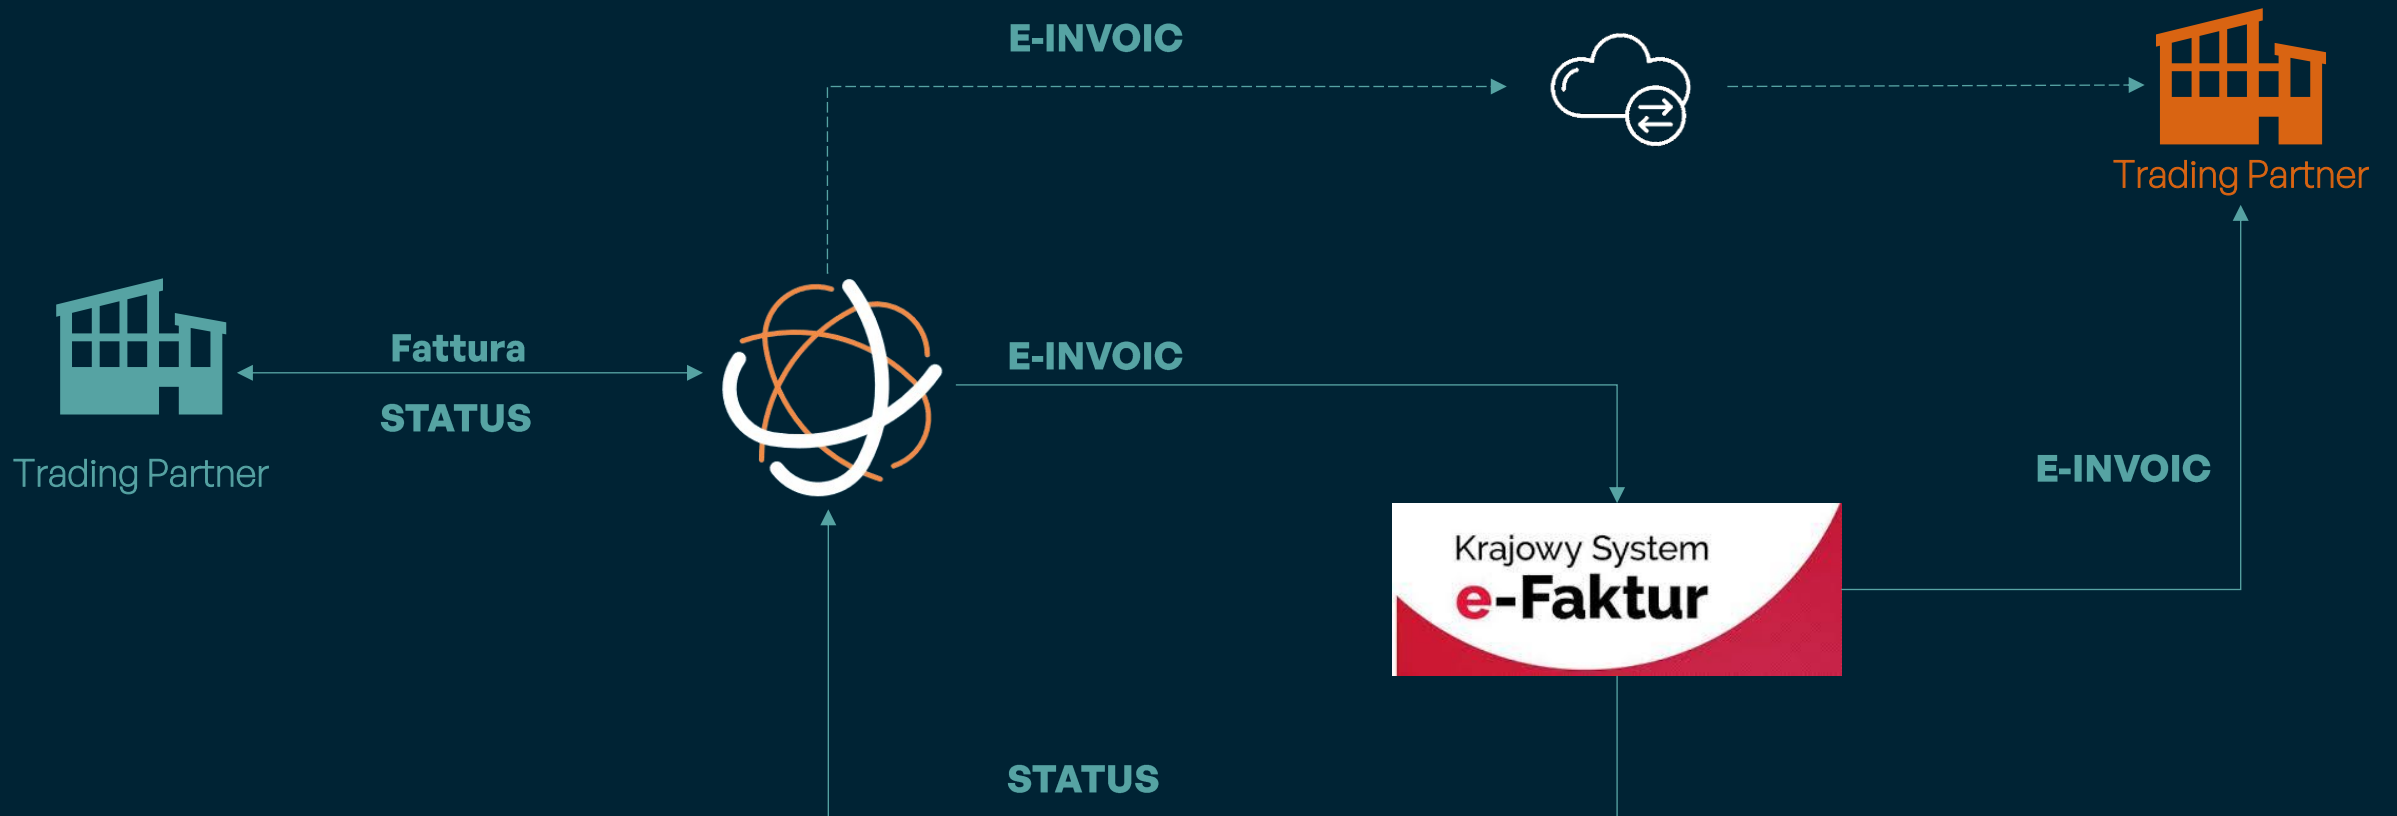 E-INVOIC
Trading Partner
Fattura
STATUS
Trading Partner
E-INVOIC
E-INVOIC
Krajowy System
e-Faktur
STATUS